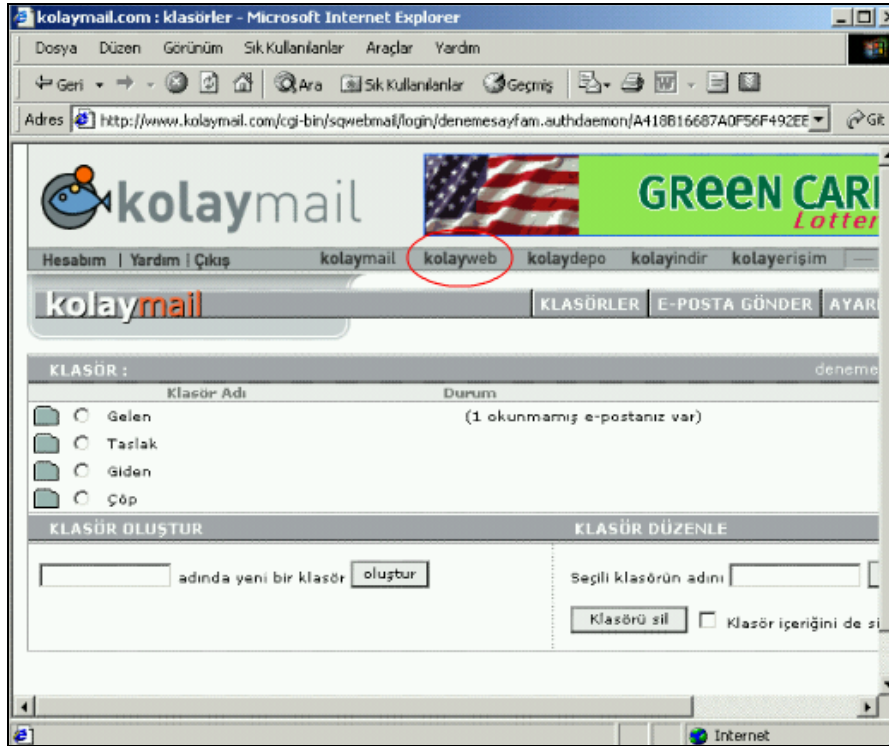 kolaymail.com : klasörler - Microsoft Internet Explorer
Dosya Düzen Görünüm Sık Kullanılanlar Araçlar Yardım
Geri Ara Sık Kullanılanlar Geçmiş
Adres http://www.kolaymail.com/cgi-bin/sqwebmail/login/denemesayfam.authdaemon/A418B16687A0F56F492EE Git
kolaymail
GReeN CAR
Lotter
Hesabım | Yardım | Çıkış kolaymail kolayweb kolaydepo kolayindir kolayerişim
kolaymail KLASÖRLER E-POSTA GÖNDER AYAR
KLASÖR : deneme
Klasör Adı Durum
Gelen (1 okunmamış e-postanız var)
Taslak
Giden
Çöp
KLASÖR OLUŞTUR KLASÖR DÜZENLE
adında yeni bir klasör oluştur Seçili klasörün adını
Klasörü sil Klasör içeriğini de si
Internet